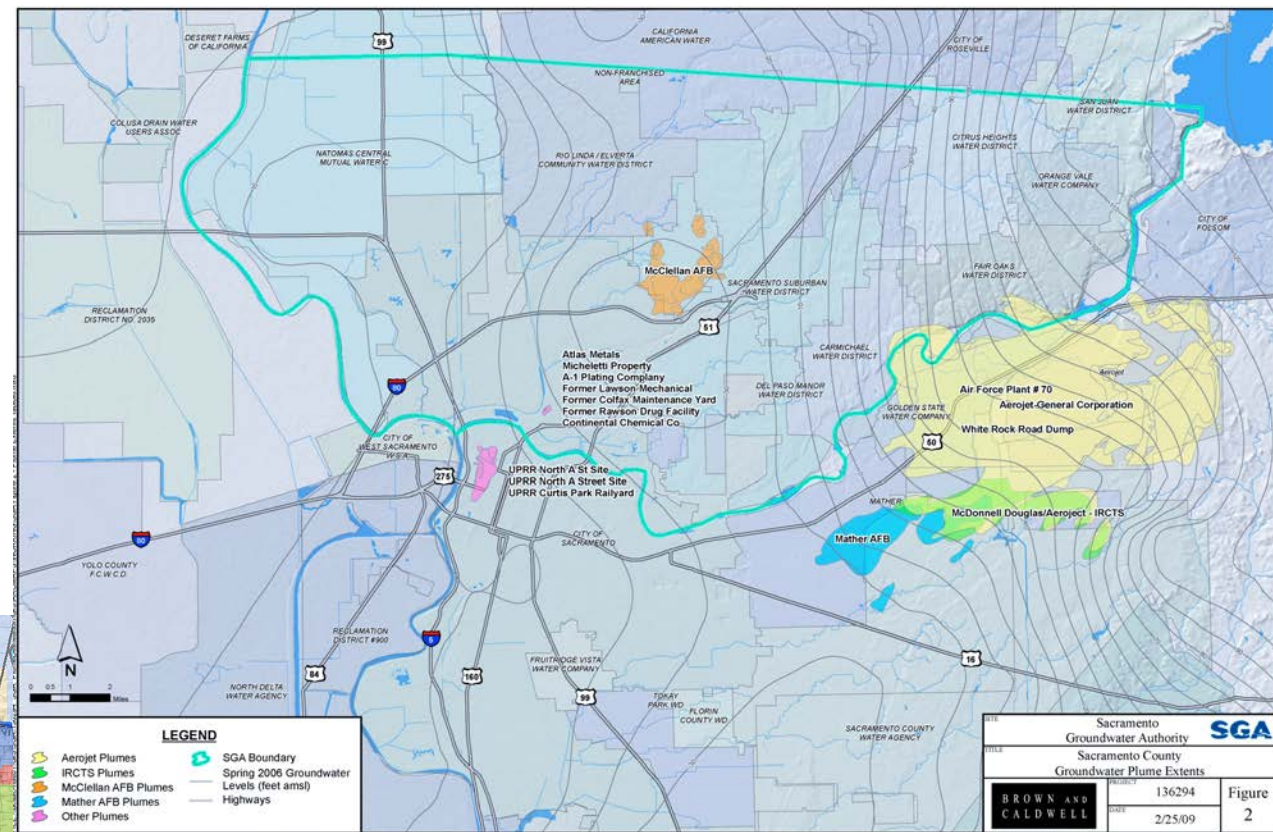 DESERET FARMS
OF CALIFORNIA
99
CALIFORNIA
AMERICAN WATER
CITY OF
ROSEVILLE
NON-FRANCHISED
AREA
SAN JUAN
WATER DISTRICT
COLUSA DRAIN WATER
USERS ASSOC
NATOMAS CENTRAL
MUTUAL WATER C
RIO LINDA / ELVERTA
COMMUNITY WATER DISTRICT
CITRUS HEIGHTS
WATER DISTRICT
ORANGE VALE
WATER COMPANY
CITY OF
FOLSOM
McClellan AFB
SACRAMENTO SUBURBAN
WATER DISTRICT
FAIR OAKS
WATER DISTRICT
RECLAMATION
DISTRICT NO. 2035
51
CARMICHAEL
WATER DISTRICT
Atlas Metals
Micheletti Property
A-1 Plating Company
Former Lawson Mechanical
Former Colfax Maintenance Yard
Former Rawson Drug Facility
Continental Chemical Co
DEL PASO MANOR
WATER DISTRICT
Aerojet
Air Force Plant # 70
Aerojet-General Corporation
GOLDEN STATE
WATER COMPANY
White Rock Road Dump
50
80
CITY OF
WEST SACRAMENTO
W.S.A.
275
UPRR North A St Site
UPRR North A Street Site
UPRR Curtis Park Railyard
MATHER
McDonnell Douglas/Aeroject - IRCTS
Mather AFB
CITY OF
SACRAMENTO
80
YOLO COUNTY
F.C.W.C.D.
RECLAMATION
DISTRICT #900
5
16
N
NORTH DELTA
WATER AGENCY
84
160
FRUITRIDGE VISTA
WATER COMPANY
99
TOKAY
PARK WD
FLORIN
COUNTY WD
SACRAMENTO COUNTY
WATER AGENCY
0 0.5 1 2
Miles
LEGEND
Aerojet Plumes
IRCTS Plumes
McClellan AFB Plumes
Mather AFB Plumes
Other Plumes
SGA Boundary
Spring 2006 Groundwater
Levels (feet amsl)
Highways
SITE
Sacramento
Groundwater Authority
SGA
TITLE
Sacramento County
Groundwater Plume Extents
BROWN AND
CALDWELL
PROJECT
136294
DATE
2/25/09
Figure
2